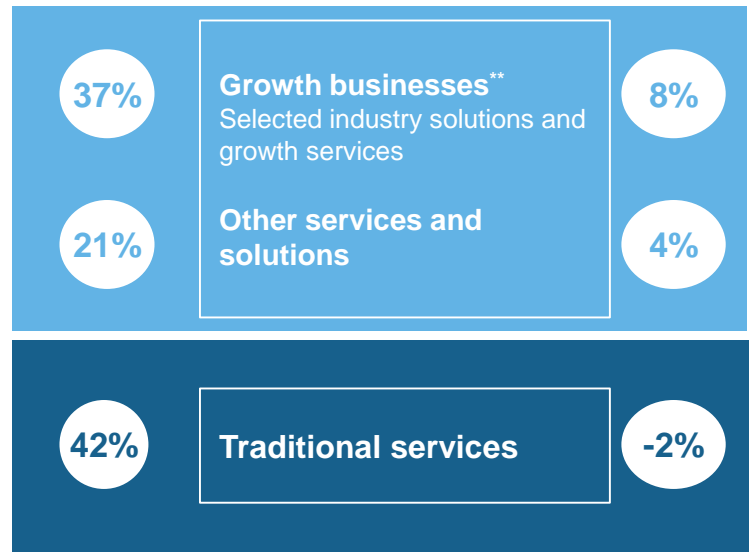 37%
Growth businesses**
8%
Selected industry solutions and
growth services
21%
Other services and
solutions
4%
42%
Traditional services
-2%